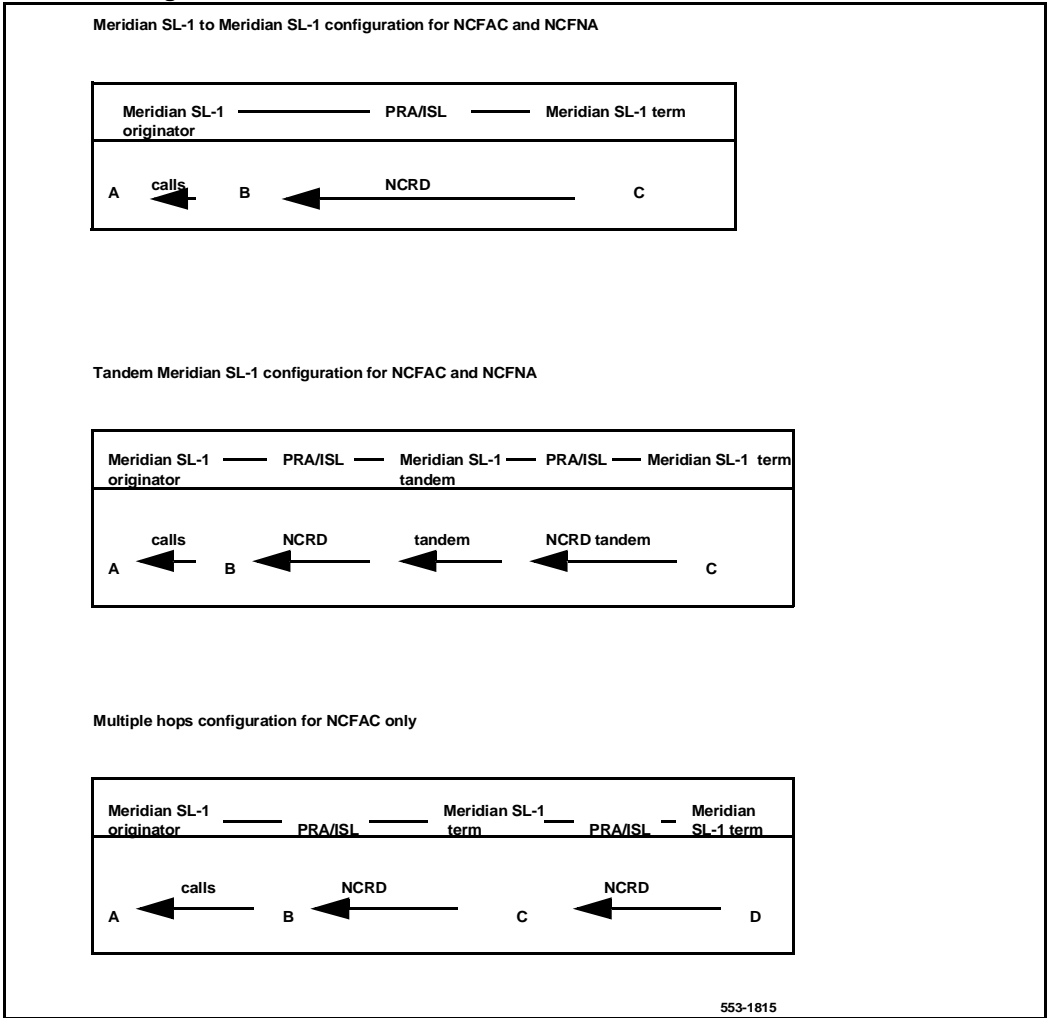 Meridian SL-1 to Meridian SL-1 configuration for NCFAC and NCFNA
Meridian SL-1 PRA/ISL Meridian SL-1 term
originator
calls NCRD
A B C
Tandem Meridian SL-1 configuration for NCFAC and NCFNA
Meridian SL-1 PRA/ISL Meridian SL-1 PRA/ISL Meridian SL-1 term
originator tandem
calls NCRD tandem NCRD tandem
A B C
Multiple hops configuration for NCFAC only
Meridian SL-1 Meridian SL-1 Meridian
originator PRA/ISL term PRA/ISL SL-1 term
calls NCRD NCRD
A B C D
553-1815